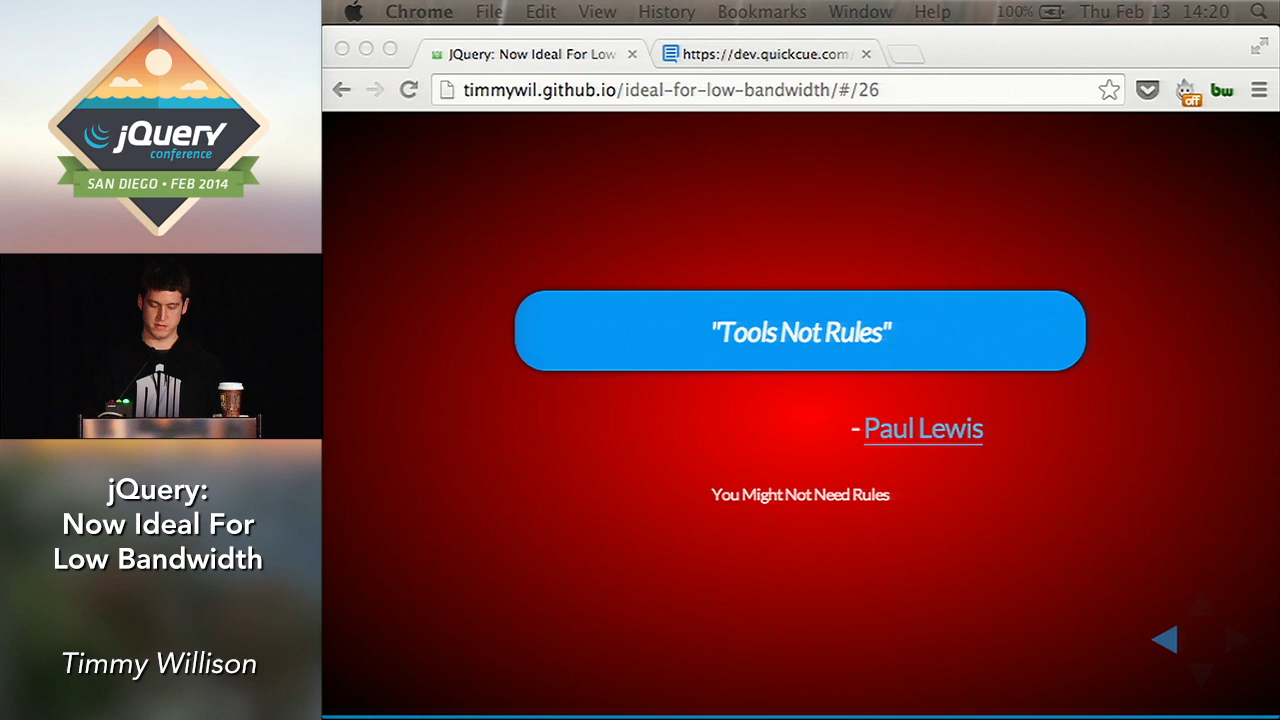 jQuery
conference
SAN DIEGO • FEB 2014
jQuery:
Now Ideal For
Low Bandwidth
Timmy Willison
Chrome File Edit View History Bookmarks Window Help 100% Thu Feb 13 14:20
JQuery: Now Ideal For Low
https://dev.quickcue.com/
timmywil.github.io/ideal-for-low-bandwidth/#/26
off
bw
"Tools Not Rules"
- Paul Lewis
You Might Not Need Rules